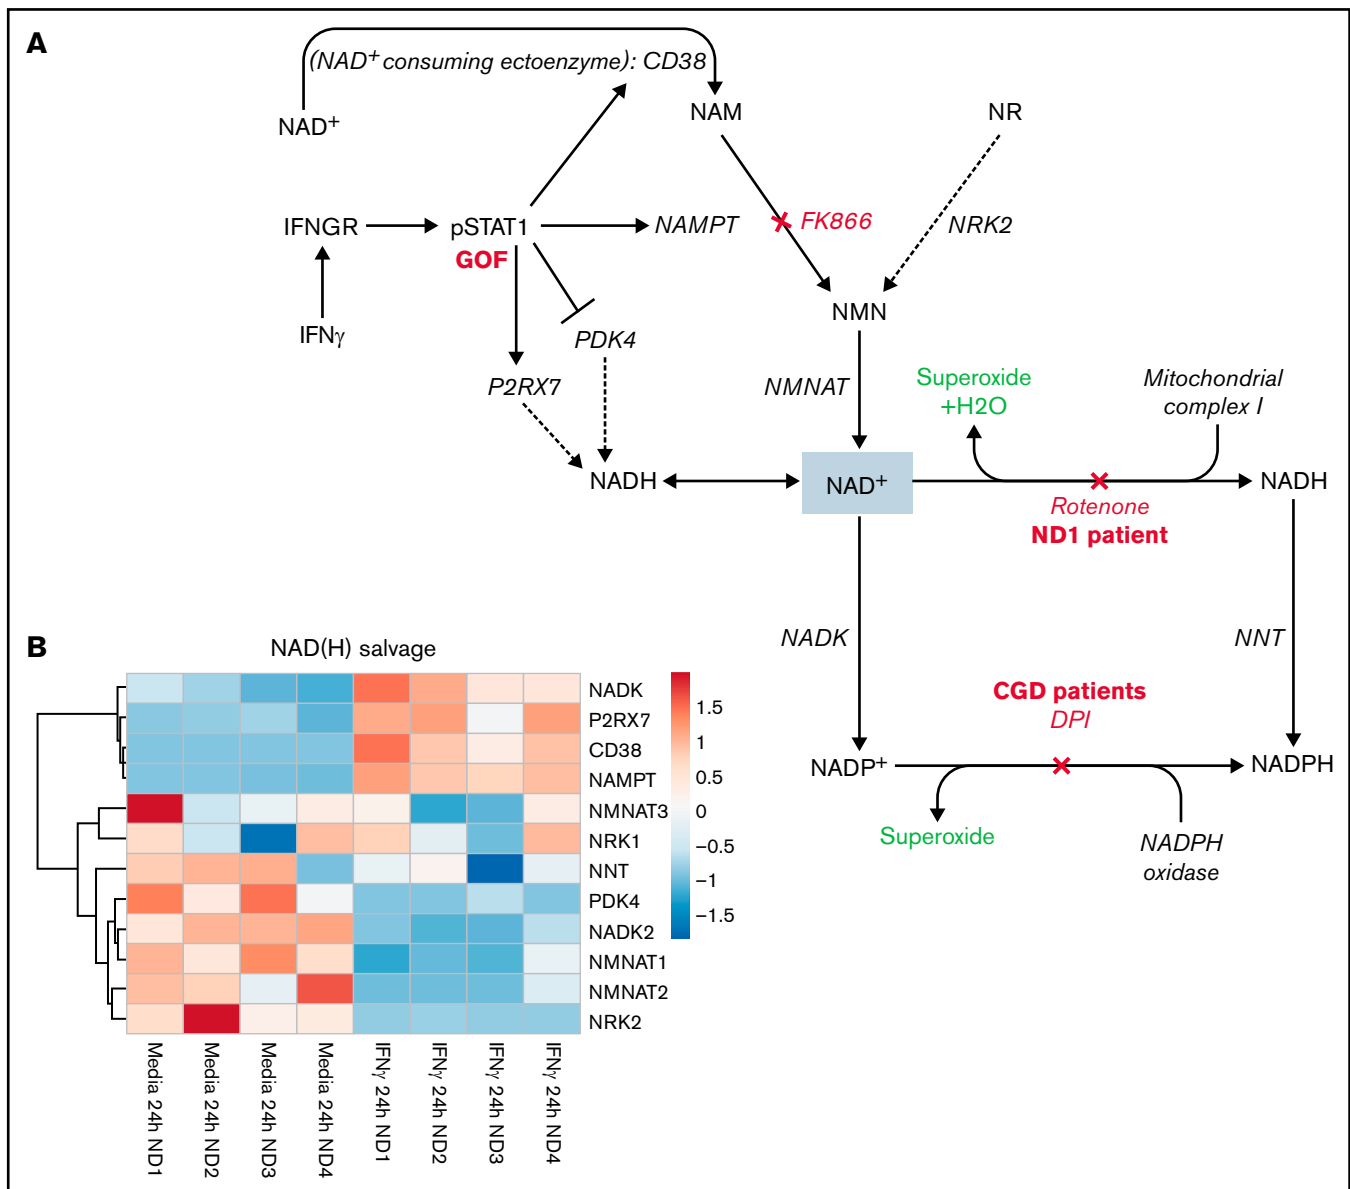 A
(NAD+ consuming ectoenzyme): CD38
NAD+
NAM
NR
IFNGR
pSTAT1
GOF
NAMPT
FK866
NRK2
IFNγ
NMN
PDK4
P2RX7
NMNAT
Superoxide
+H2O
Mitochondrial
complex I
NADH
NAD+
NADH
Rotenone
ND1 patient
NADK
NNT
CGD patients
DPI
NADP+
NADPH
Superoxide
NADPH
oxidase
B
NAD(H) salvage
NADK
P2RX7
CD38
NAMPT
NMNAT3
NRK1
NNT
PDK4
NADK2
NMNAT1
NMNAT2
NRK2
1.5
1
0.5
0
−0.5
−1
−1.5
Media 24h ND1
Media 24h ND2
Media 24h ND3
Media 24h ND4
IFNγ 24h ND1
IFNγ 24h ND2
IFNγ 24h ND3
IFNγ 24h ND4